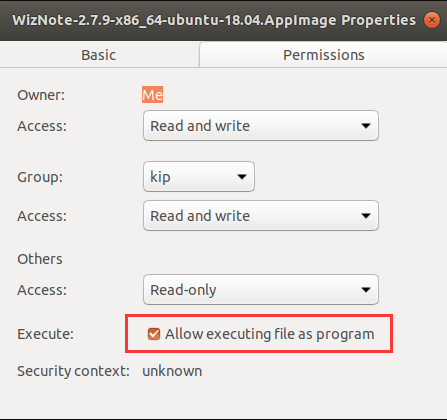 WizNote-2.7.9-x86_64-ubuntu-18.04.AppImage Properties
Basic Permissions
Owner: Me
Access: Read and write
Group: kip
Access: Read and write
Others
Access: Read-only
Execute: Allow executing file as program
Security context: unknown